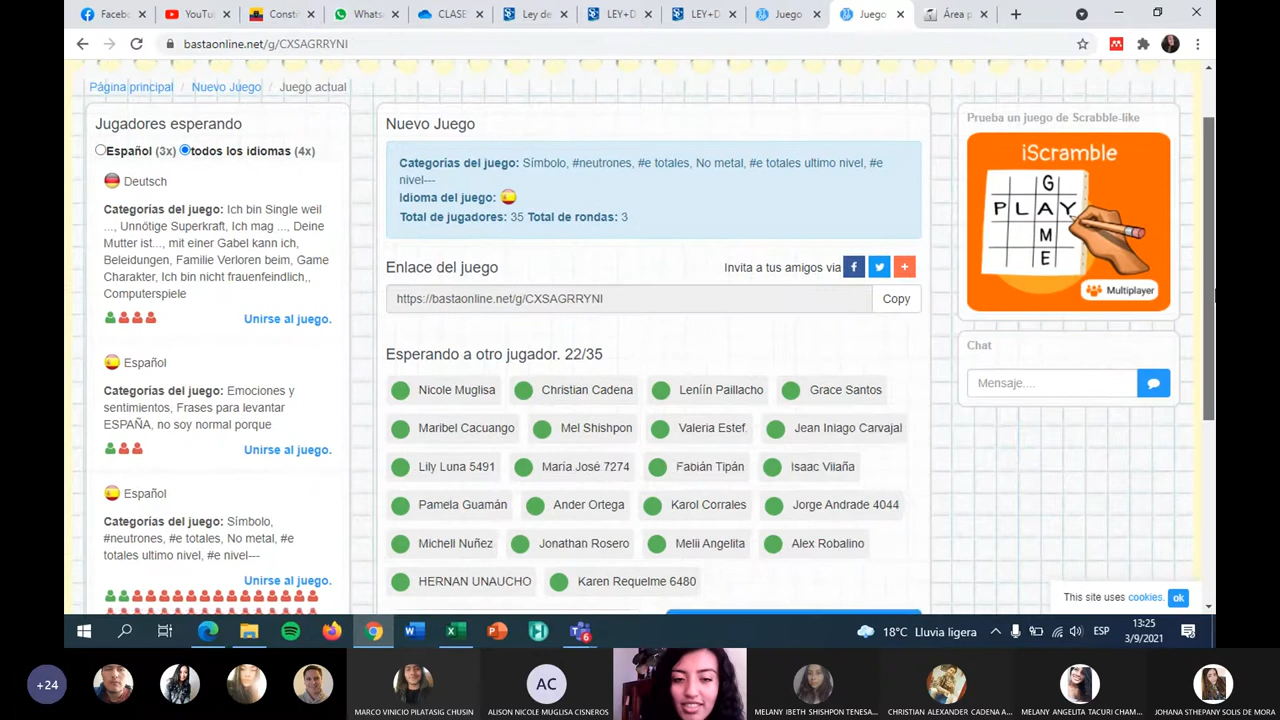 Facebo
YouTu
Consti
Whats
CLASE
Ley de
LEY+D
LEY+D
Juego
Juego
Área p
bastaonline.net/g/CXSAGRRYNI
Página principal / Nuevo Juego / Juego actual
Jugadores esperando
Español (3x) todos los idiomas (4x)
Deutsch
Categorías del juego: Ich bin Single weil
..., Unnötige Superkraft, Ich mag ..., Deine
Mutter ist..., mit einer Gabel kann ich,
Beleidungen, Familie Verloren beim, Game
Charakter, Ich bin nicht frauenfeindlich,,
Computerspiele
Unirse al juego.
Español
Categorías del juego: Emociones y
sentimientos, Frases para levantar
ESPAÑA, no soy normal porque
Unirse al juego.
Español
Categorías del juego: Símbolo,
#neutrones, #e totales, No metal, #e
totales ultimo nivel, #e nivel---
Unirse al juego.
Nuevo Juego
Categorías del juego: Símbolo, #neutrones, #e totales, No metal, #e totales ultimo nivel, #e
nivel---
Idioma del juego:
Total de jugadores: 35 Total de rondas: 3
Enlace del juego
Invita a tus amigos via
https://bastaonline.net/g/CXSAGRRYNI
Copy
Esperando a otro jugador. 22/35
Nicole Muglisa Christian Cadena Leníín Paillacho Grace Santos
Maribel Cacuango Mel Shishpon Valeria Estef. Jean Iniago Carvajal
Lily Luna 5491 María José 7274 Fabián Tipán Isaac Vilaña
Pamela Guamán Ander Ortega Karol Corrales Jorge Andrade 4044
Michell Nuñez Jonathan Rosero Melii Angelita Alex Robalino
HERNAN UNAUCHO Karen Requelme 6480
Prueba un juego de Scrabble-like
iScramble
G
PLAY
M
E
Multiplayer
Chat
Mensaje....
This site uses cookies. ok
6
18°C Lluvia ligera
ESP
13:25
3/9/2021
+24
AC
MARCO VINICIO PILATASIG CHUSIN
ALISON NICOLE MUGLISA CISNEROS
MELANY IBETH SHISHPON TENESA...
CHRISTIAN ALEXANDER CADENA A...
MELANY ANGELITA TACURI CHAM...
JOHANA STHEPANY SOLIS DE MORA